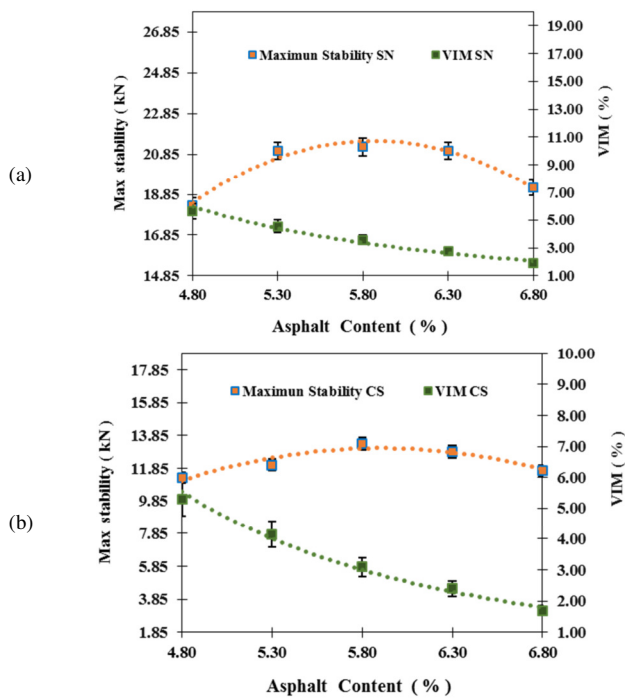 (a)
Max stability ( kN )
26.85
24.85
22.85
20.85
18.85
16.85
14.85
Maximun Stability SN
VIM SN
19.00
17.00
15.00
13.00
11.00
9.00
7.00
5.00
3.00
1.00
VIM ( % )
4.80 5.30 5.80 6.30 6.80
Asphalt Content ( % )
(b)
Max stability ( kN )
17.85
15.85
13.85
11.85
9.85
7.85
5.85
3.85
1.85
Maximun Stability CS
VIM CS
10.00
9.00
8.00
7.00
6.00
5.00
4.00
3.00
2.00
1.00
VIM ( % )
4.80 5.30 5.80 6.30 6.80
Asphalt Content ( % )